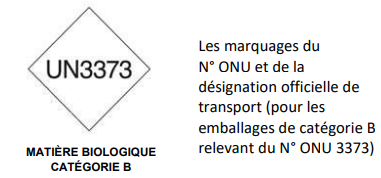 UN3373
MATIÈRE BIOLOGIQUE
CATÉGORIE B
Les marquages du
N° ONU et de la
désignation officielle de
transport (pour les
emballages de catégorie B
relevant du N° ONU 3373)